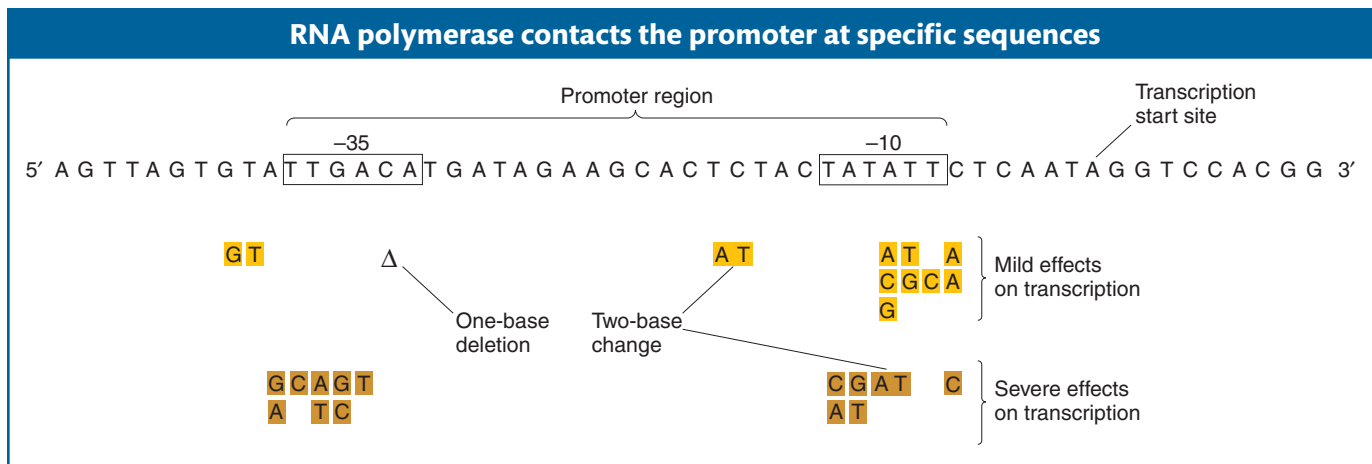 RNA polymerase contacts the promoter at specific sequences
Promoter region
Transcription
start site
–35
–10
5′ A G T T A G T G T A T T G A C A T G A T A G A A G C A C T C T A C T A T A T T C T C A A T A G G T C C A C G G 3′
G T
Δ
A T
A T A
C G C A
G
Mild effects
on transcription
One-base
deletion
Two-base
change
G C A G T
A T C
C G A T C
A T
Severe effects
on transcription